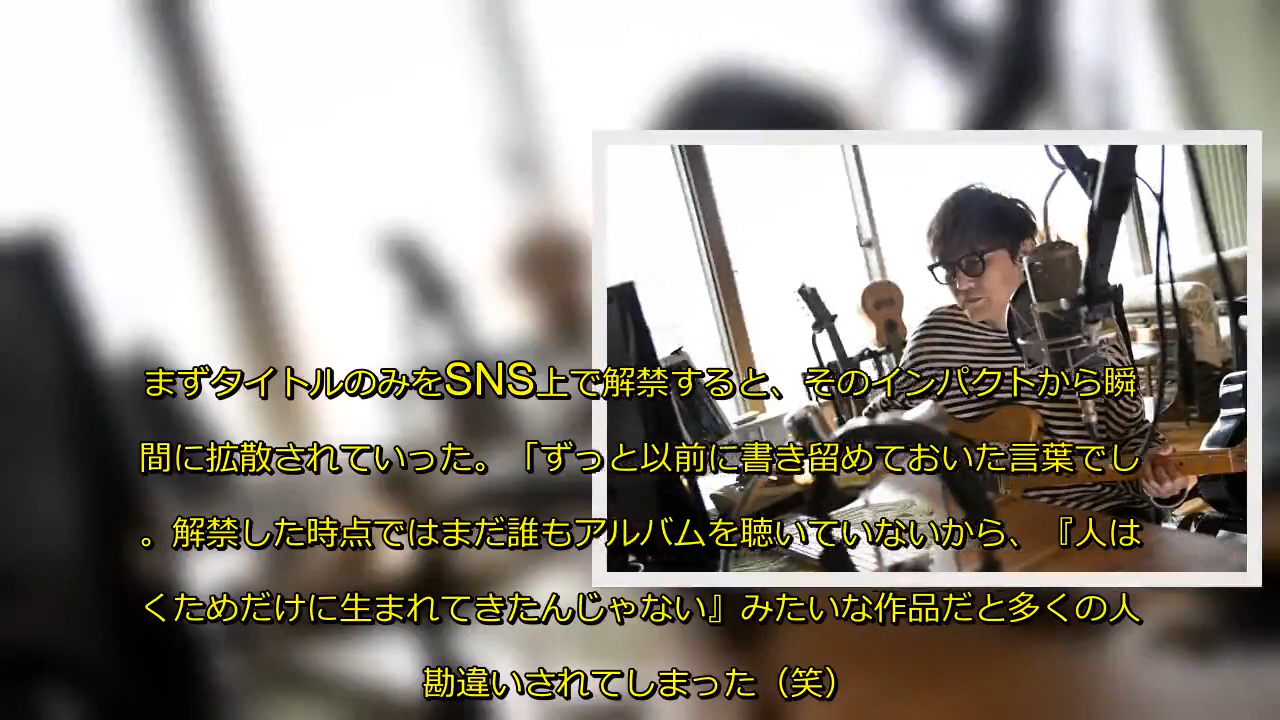 まずタイトルのみをSNS上で解禁すると、そのインパクトから瞬
間に拡散されていった。「ずっと以前に書き留めておいた言葉でし
。解禁した時点ではまだ誰もアルバムを聴いていないから、『人は
くためだけに生まれてきたんじゃない』みたいな作品だと多くの人
勘違いされてしまった（笑）